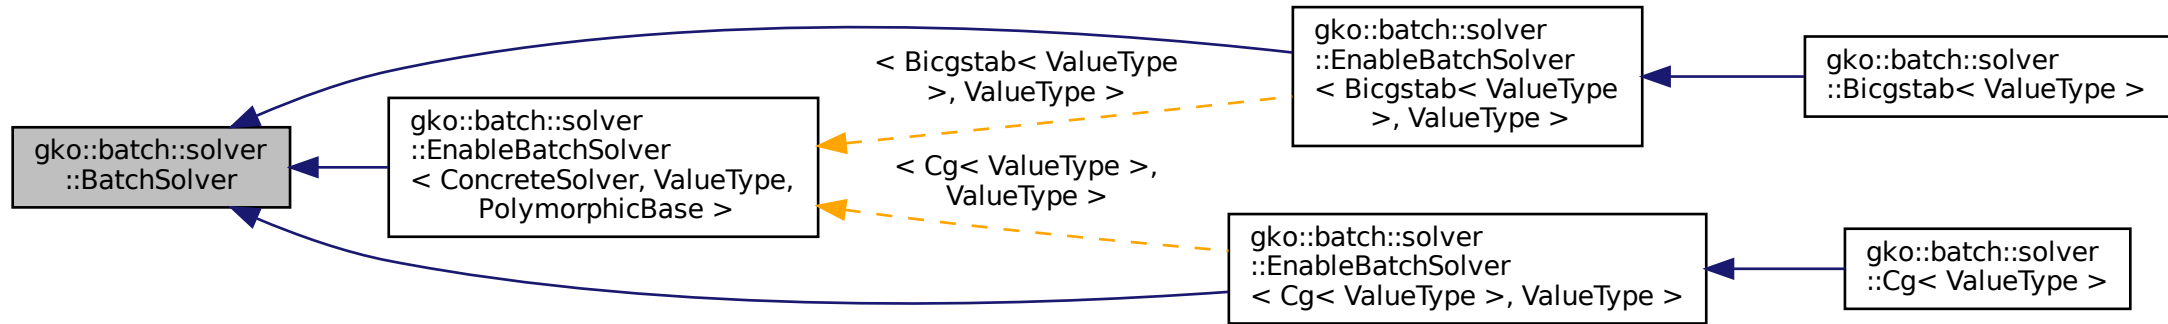 gko::batch::solver
::BatchSolver
gko::batch::solver
::EnableBatchSolver
< ConcreteSolver, ValueType,
PolymorphicBase >
< Bicgstab< ValueType
>, ValueType >
< Cg< ValueType >,
ValueType >
gko::batch::solver
::EnableBatchSolver
< Bicgstab< ValueType
>, ValueType >
gko::batch::solver
::Bicgstab< ValueType >
gko::batch::solver
::EnableBatchSolver
< Cg< ValueType >, ValueType >
gko::batch::solver
::Cg< ValueType >